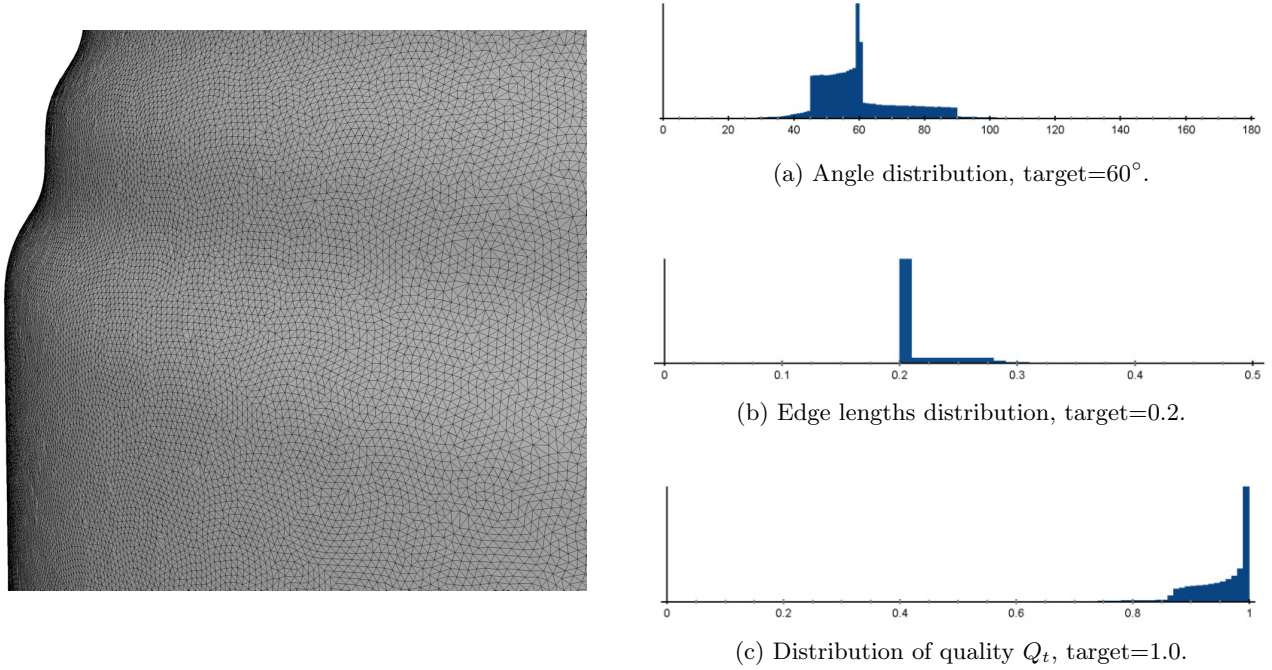 0 20 40 60 80 100 120 140 160 180
(a) Angle distribution, target=60°.
0 0.1 0.2 0.3 0.4 0.5
(b) Edge lengths distribution, target=0.2.
0 0.2 0.4 0.6 0.8 1
(c) Distribution of quality Qₜ, target=1.0.